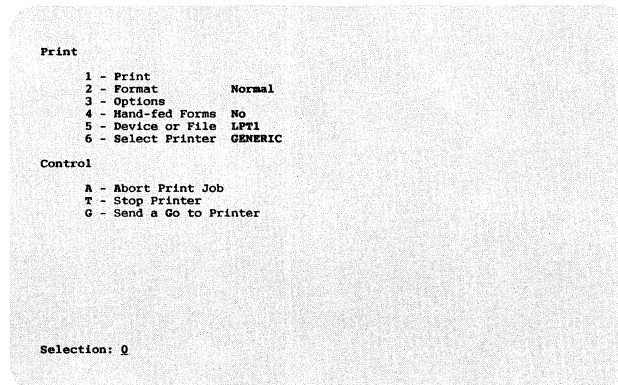 Print
1 - Print
2 - Format Normal
3 - Options
4 - Hand-fed Forms No
5 - Device or File LPT1
6 - Select Printer GENERIC
Control
A - Abort Print Job
T - Stop Printer
G - Send a Go to Printer
Selection: 0